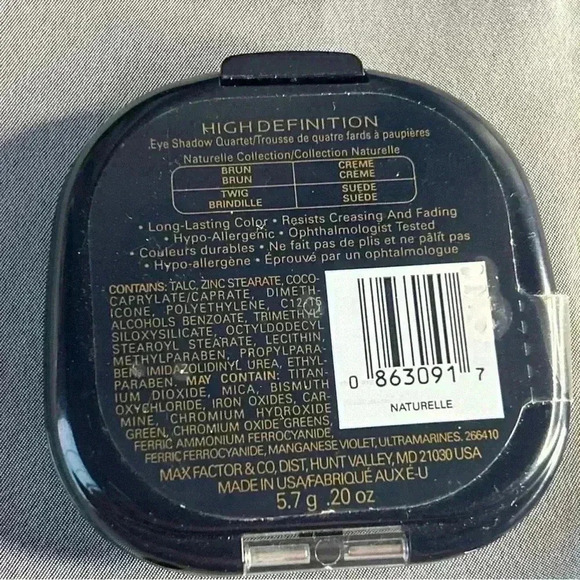 HIGH DEFINITION
Eye Shadow Quartet/Trousse de quatre fards à paupières
Naturelle Collection/Collection Naturelle
BRUN CREME
BRUN CRÈME
TWIG SUEDE
BRINDILLE SUEDE
• Long-Lasting Color • Resists Creasing And Fading
• Hypo-Allergenic • Ophthalmologist Tested
• Couleurs durables • Ne fait pas de plis et ne pâlit pas
• Hypo-allergène • Éprouvé par un ophtalmologue
CONTAINS: TALC, ZINC STEARATE, COCO-
CAPRYLATE/CAPRATE, DIMETH-
ICONE, POLYETHYLENE, C12-15
ALCOHOLS BENZOATE, TRIMETHYL
SILOXYSILICATE, OCTYLDODECYL
STEAROYL STEARATE, LECITHIN,
METHYLPARABEN, PROPYLPARA-
BEN, IMIDAZOLIDINYL UREA, ETHYL
PARABEN. MAY CONTAIN: TITAN-
IUM DIOXIDE, MICA, BISMUTH
OXYCHLORIDE, IRON OXIDES, CAR-
MINE, CHROMIUM HYDROXIDE
GREEN, CHROMIUM OXIDE GREENS,
FERRIC AMMONIUM FERROCYANIDE,
FERRIC FERROCYANIDE, MANGANESE VIOLET, ULTRAMARINES. 266410
MAX FACTOR & CO, DIST, HUNT VALLEY, MD 21030 USA
MADE IN USA/FABRIQUÉ AUX É-U
5.7 g .20 oz
0 863091 7
NATURELLE